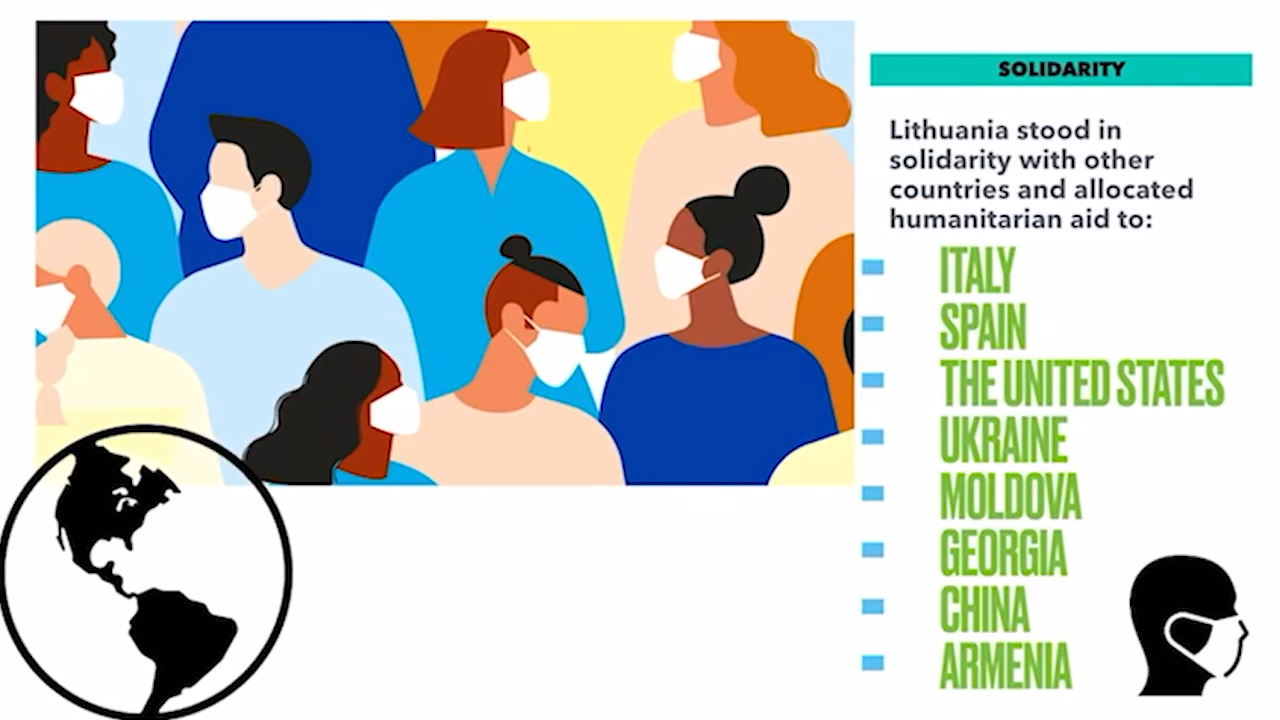 SOLIDARITY
Lithuania stood in
solidarity with other
countries and allocated
humanitarian aid to:
ITALY
SPAIN
THE UNITED STATES
UKRAINE
MOLDOVA
GEORGIA
CHINA
ARMENIA